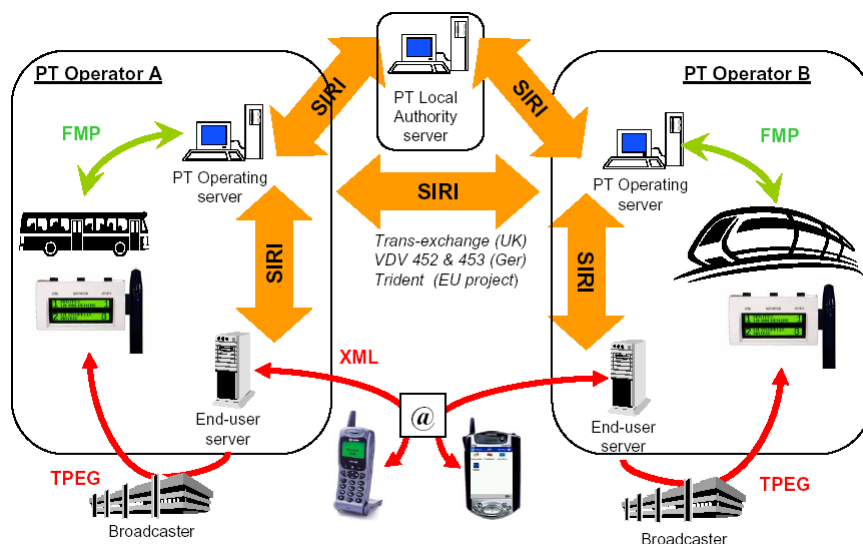 PT Operator A
FMP
PT Operating
server
SIRI
PT Local
Authority
server
SIRI
PT Operator B
FMP
PT Operating
server
SIRI
Trans-exchange (UK)
VDV 452 & 453 (Ger)
Trident (EU project)
SIRI
SIRI
XML
@
End-user
server
End-user
server
TPEG
Broadcaster
TPEG
Broadcaster